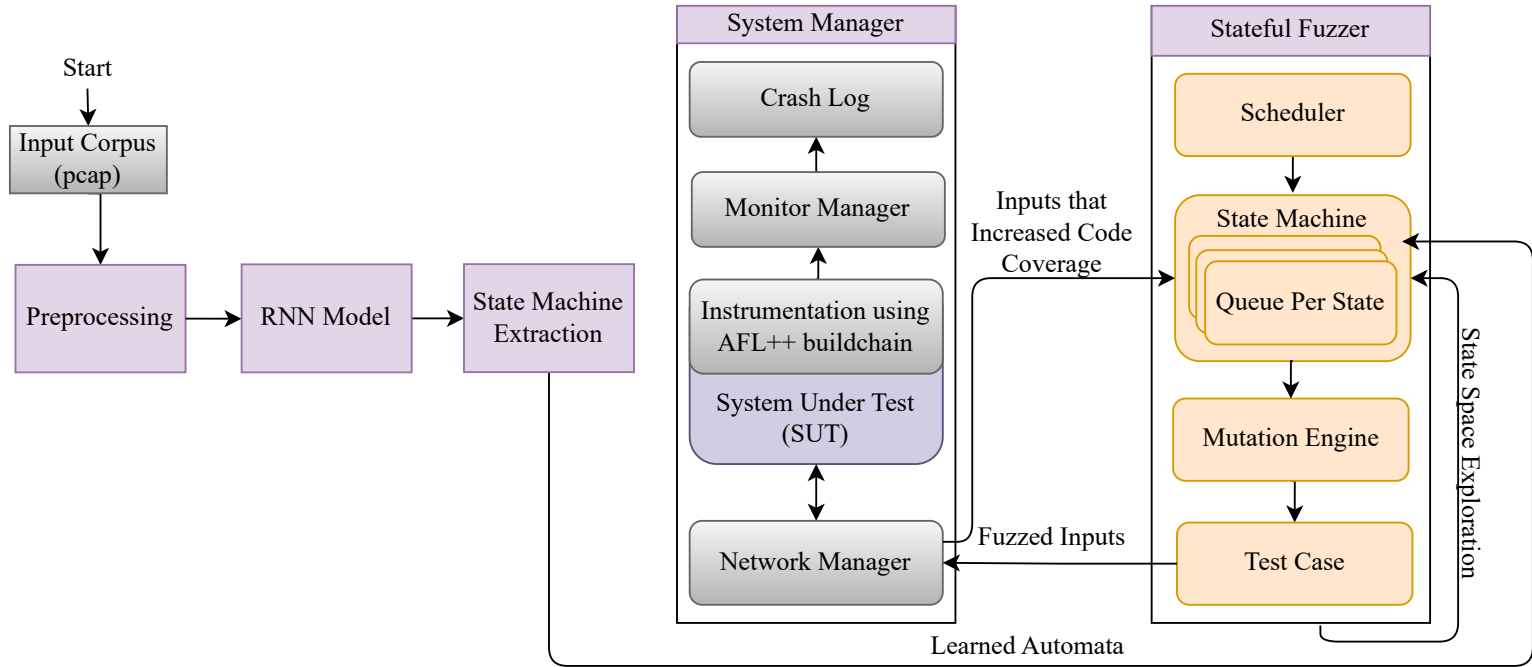 Start
Input Corpus
(pcap)
Preprocessing
RNN Model
State Machine
Extraction
System Manager
Crash Log
Monitor Manager
Instrumentation using
AFL++ buildchain
System Under Test
(SUT)
Network Manager
Inputs that
Increased Code
Coverage
Fuzzed Inputs
Stateful Fuzzer
Scheduler
State Machine
Queue Per State
Mutation Engine
Test Case
State Space Exploration
Learned Automata